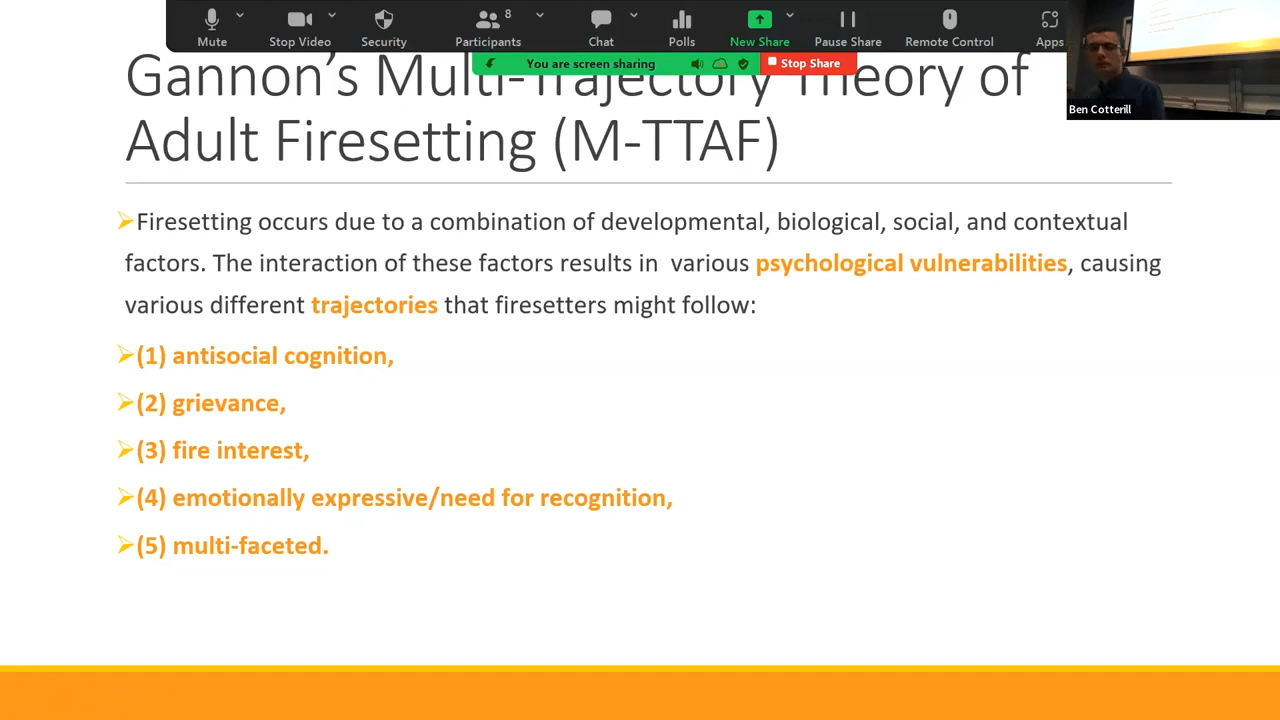 8
Mute
Stop Video
Security
Participants
Chat
Polls
New Share
Pause Share
Remote Control
Apps
You are screen sharing
Stop Share
Ben Cotterill
Gannon’s Multi-Trajectory Theory of
Adult Firesetting (M-TTAF)
Firesetting occurs due to a combination of developmental, biological, social, and contextual
factors. The interaction of these factors results in various psychological vulnerabilities, causing
various different trajectories that firesetters might follow:
(1) antisocial cognition,
(2) grievance,
(3) fire interest,
(4) emotionally expressive/need for recognition,
(5) multi-faceted.